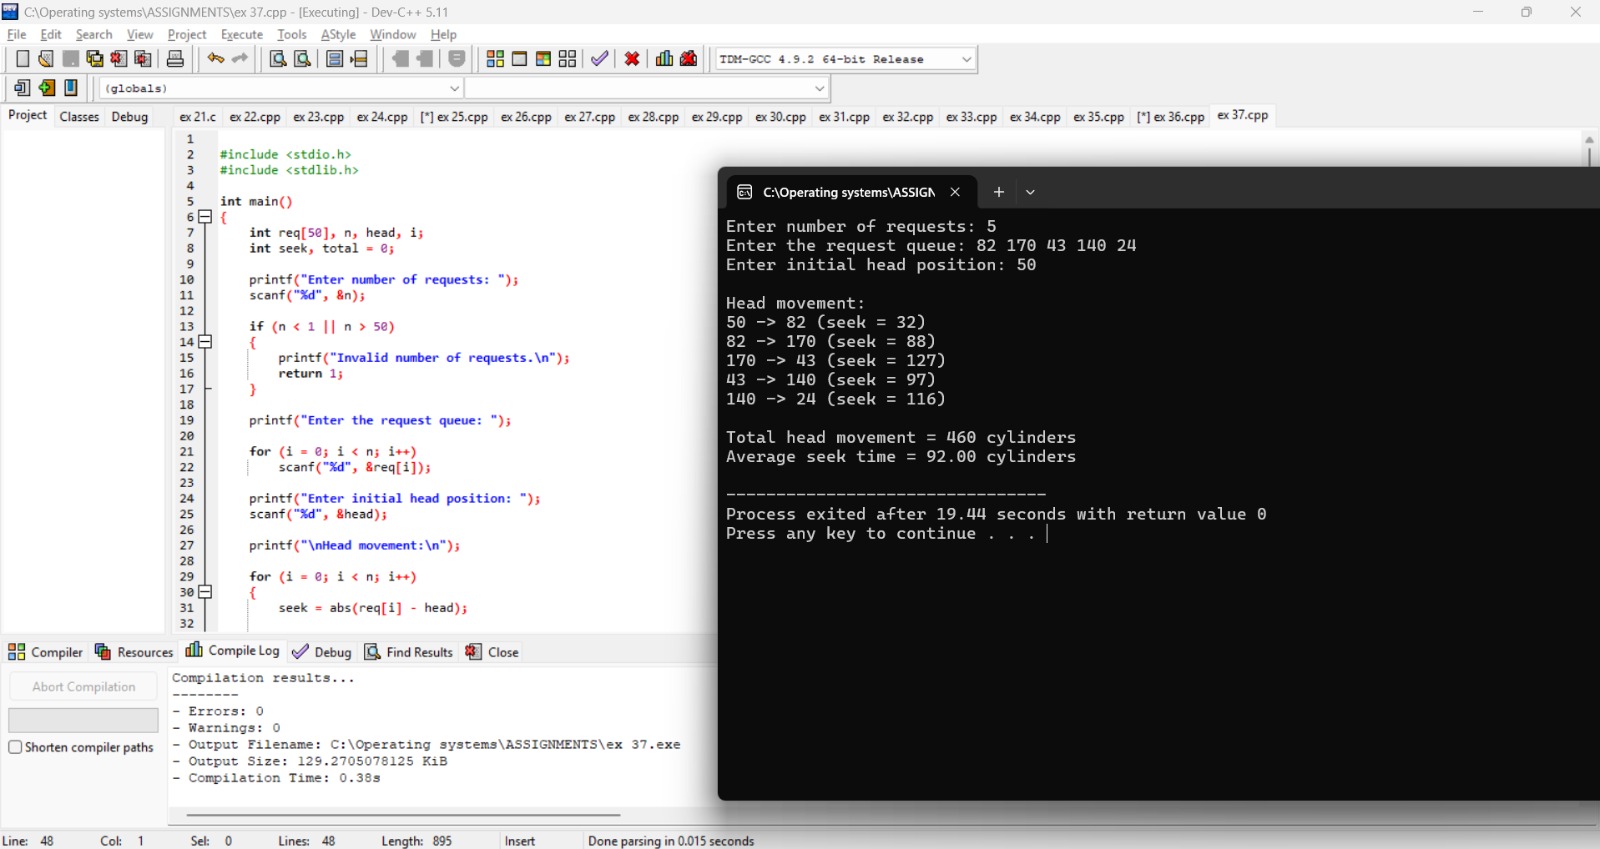 C:\Operating systems\ASSIGNMENTS\ex 37.cpp - [Executing] - Dev-C++ 5.11
File Edit Search View Project Execute Tools AStyle Window Help
TDM-GCC 4.9.2 64-bit Release
(globals)
Project Classes Debug
ex 21.c ex 22.cpp ex 23.cpp ex 24.cpp [*] ex 25.cpp ex 26.cpp ex 27.cpp ex 28.cpp ex 29.cpp ex 30.cpp ex 31.cpp ex 32.cpp ex 33.cpp ex 34.cpp ex 35.cpp [*] ex 36.cpp ex 37.cpp
1
2 #include <stdio.h>
3 #include <stdlib.h>
4
5 int main()
6 {
7 int req[50], n, head, i;
8 int seek, total = 0;
9
10 printf("Enter number of requests: ");
11 scanf("%d", &n);
12
13 if (n < 1 || n > 50)
14 {
15 printf("Invalid number of requests.\n");
16 return 1;
17 }
18
19 printf("Enter the request queue: ");
20
21 for (i = 0; i < n; i++)
22 scanf("%d", &req[i]);
23
24 printf("Enter initial head position: ");
25 scanf("%d", &head);
26
27 printf("\nHead movement:\n");
28
29 for (i = 0; i < n; i++)
30 {
31 seek = abs(req[i] - head);
32
C:\Operating systems\ASSIGN
Enter number of requests: 5
Enter the request queue: 82 170 43 140 24
Enter initial head position: 50
Head movement:
50 -> 82 (seek = 32)
82 -> 170 (seek = 88)
170 -> 43 (seek = 127)
43 -> 140 (seek = 97)
140 -> 24 (seek = 116)
Total head movement = 460 cylinders
Average seek time = 92.00 cylinders
--------------------------------
Process exited after 19.44 seconds with return value 0
Press any key to continue . . .
Compiler Resources Compile Log Debug Find Results Close
Abort Compilation
Shorten compiler paths
Compilation results...
--------
- Errors: 0
- Warnings: 0
- Output Filename: C:\Operating systems\ASSIGNMENTS\ex 37.exe
- Output Size: 129.2705078125 KiB
- Compilation Time: 0.38s
Line: 48 Col: 1 Sel: 0 Lines: 48 Length: 895 Insert Done parsing in 0.015 seconds